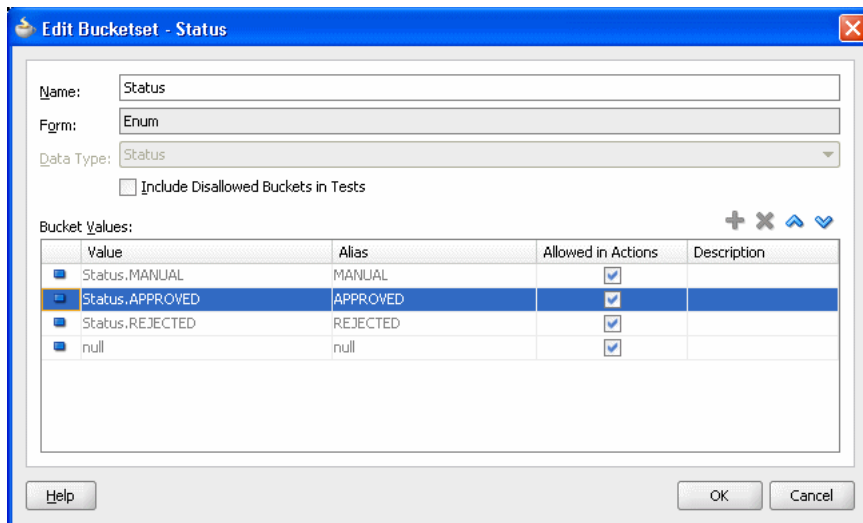 Edit Bucketset - Status
Name: Status
Form: Enum
Data Type: Status
Include Disallowed Buckets in Tests
Bucket Values:
Value Alias Allowed in Actions Description
Status.MANUAL MANUAL
Status.APPROVED APPROVED
Status.REJECTED REJECTED
null null
Help OK Cancel